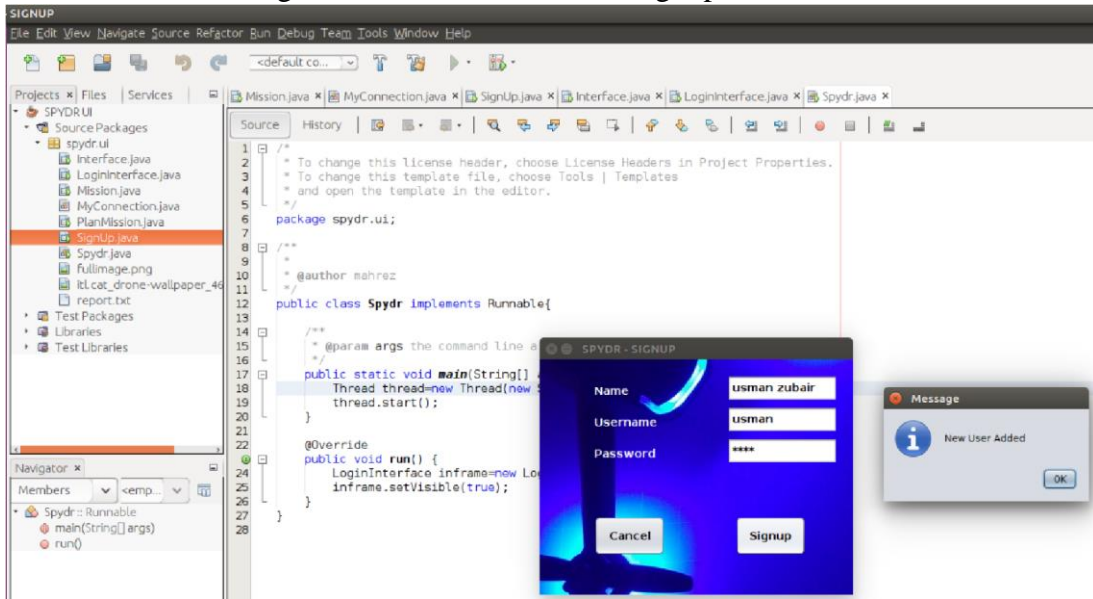 SIGNUP
File Edit View Navigate Source Refactor Run Debug Team Tools Window Help
<default co...
Projects Files Services
Mission.java MyConnection.java SignUp.java Interface.java LoginInterface.java Spydr.java
SPYDR UI
Source Packages
spydr.ui
Interface.java
LoginInterface.java
Mission.java
MyConnection.java
PlanMission.java
SignUp.java
Spydr.java
fullimage.png
itl.cat_drone-wallpaper_46
report.txt
Test Packages
Libraries
Test Libraries
Source History
1 /*
2 * To change this license header, choose License Headers in Project Properties.
3 * To change this template file, choose Tools | Templates
4 * and open the template in the editor.
5 */
6 package spydr.ui;
7
8 /**
9 *
10 * @author mahrez
11 */
12 public class Spydr implements Runnable{
13
14 /**
15 * @param args the command line a
16 */
17 public static void main(String[]
18 Thread thread=new Thread(new
19 thread.start();
20 }
21
22 @Override
public void run() {
24 LoginInterface inframe=new Lo
25 inframe.setVisible(true);
26 }
27 }
28
SPYDR - SIGNUP
Name usman zubair
Username usman
Password ****
Cancel Signup
Message
New User Added
OK
Navigator
Members <emp...
Spydr :: Runnable
main(String[] args)
run()